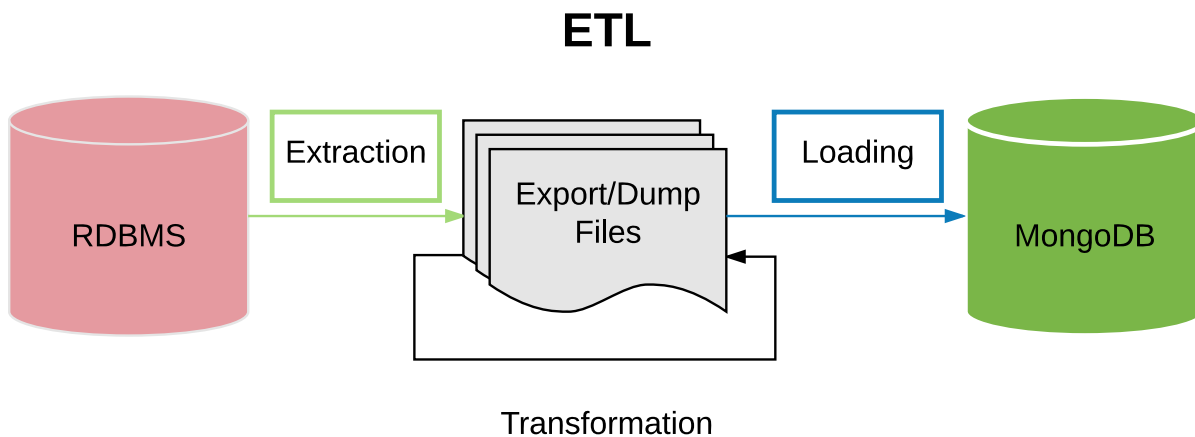 ETL
RDBMS
Extraction
Export/Dump
Files
Loading
MongoDB
Transformation